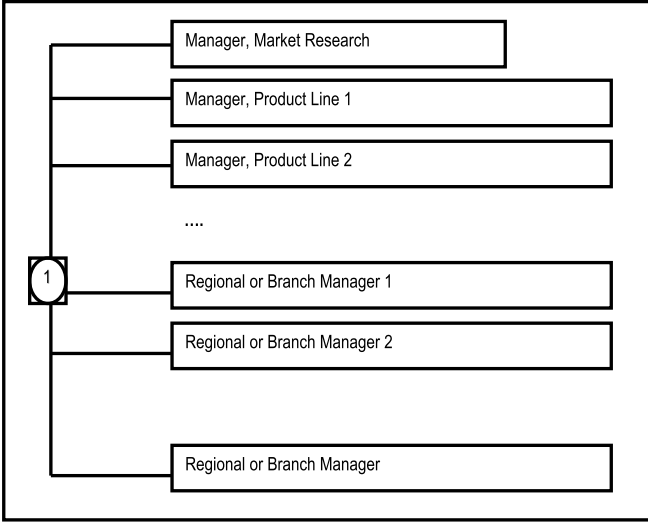 Manager, Market Research
Manager, Product Line 1
Manager, Product Line 2
....
1
Regional or Branch Manager 1
Regional or Branch Manager 2
Regional or Branch Manager